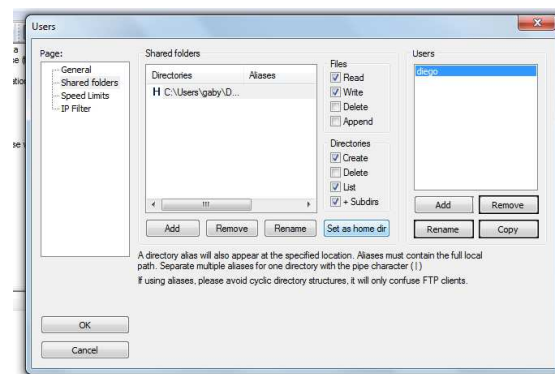 Users
Page:
General
Shared folders
Speed Limits
IP Filter
Shared folders
Directories Aliases
H C:\Users\gaby\D...
Files
Read
Write
Delete
Append
Directories
Create
Delete
List
+ Subdirs
Add Remove Rename Set as home dir
A directory alias will also appear at the specified location. Aliases must contain the full local
path. Separate multiple aliases for one directory with the pipe character (|)
If using aliases, please avoid cyclic directory structures, it will only confuse FTP clients.
Users
diego
Add Remove
Rename Copy
OK
Cancel